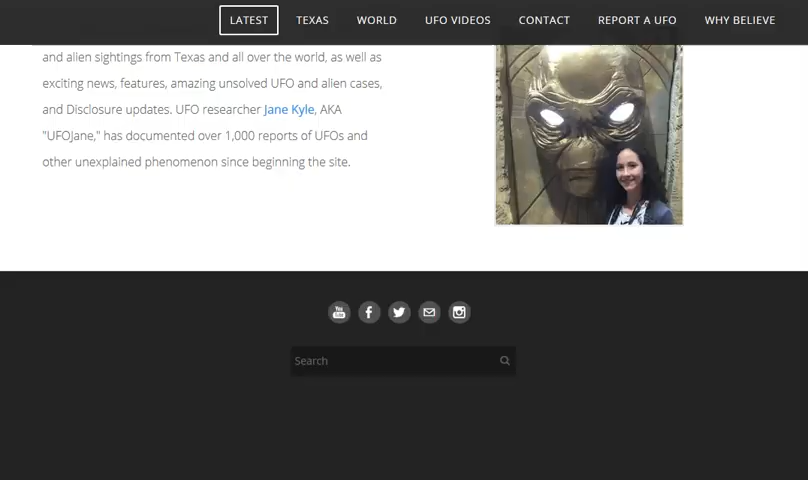 LATEST TEXAS WORLD UFO VIDEOS CONTACT REPORT A UFO WHY BELIEVE
and alien sightings from Texas and all over the world, as well as
exciting news, features, amazing unsolved UFO and alien cases,
and Disclosure updates. UFO researcher Jane Kyle, AKA
"UFOJane," has documented over 1,000 reports of UFOs and
other unexplained phenomenon since beginning the site.
You Tube
Search